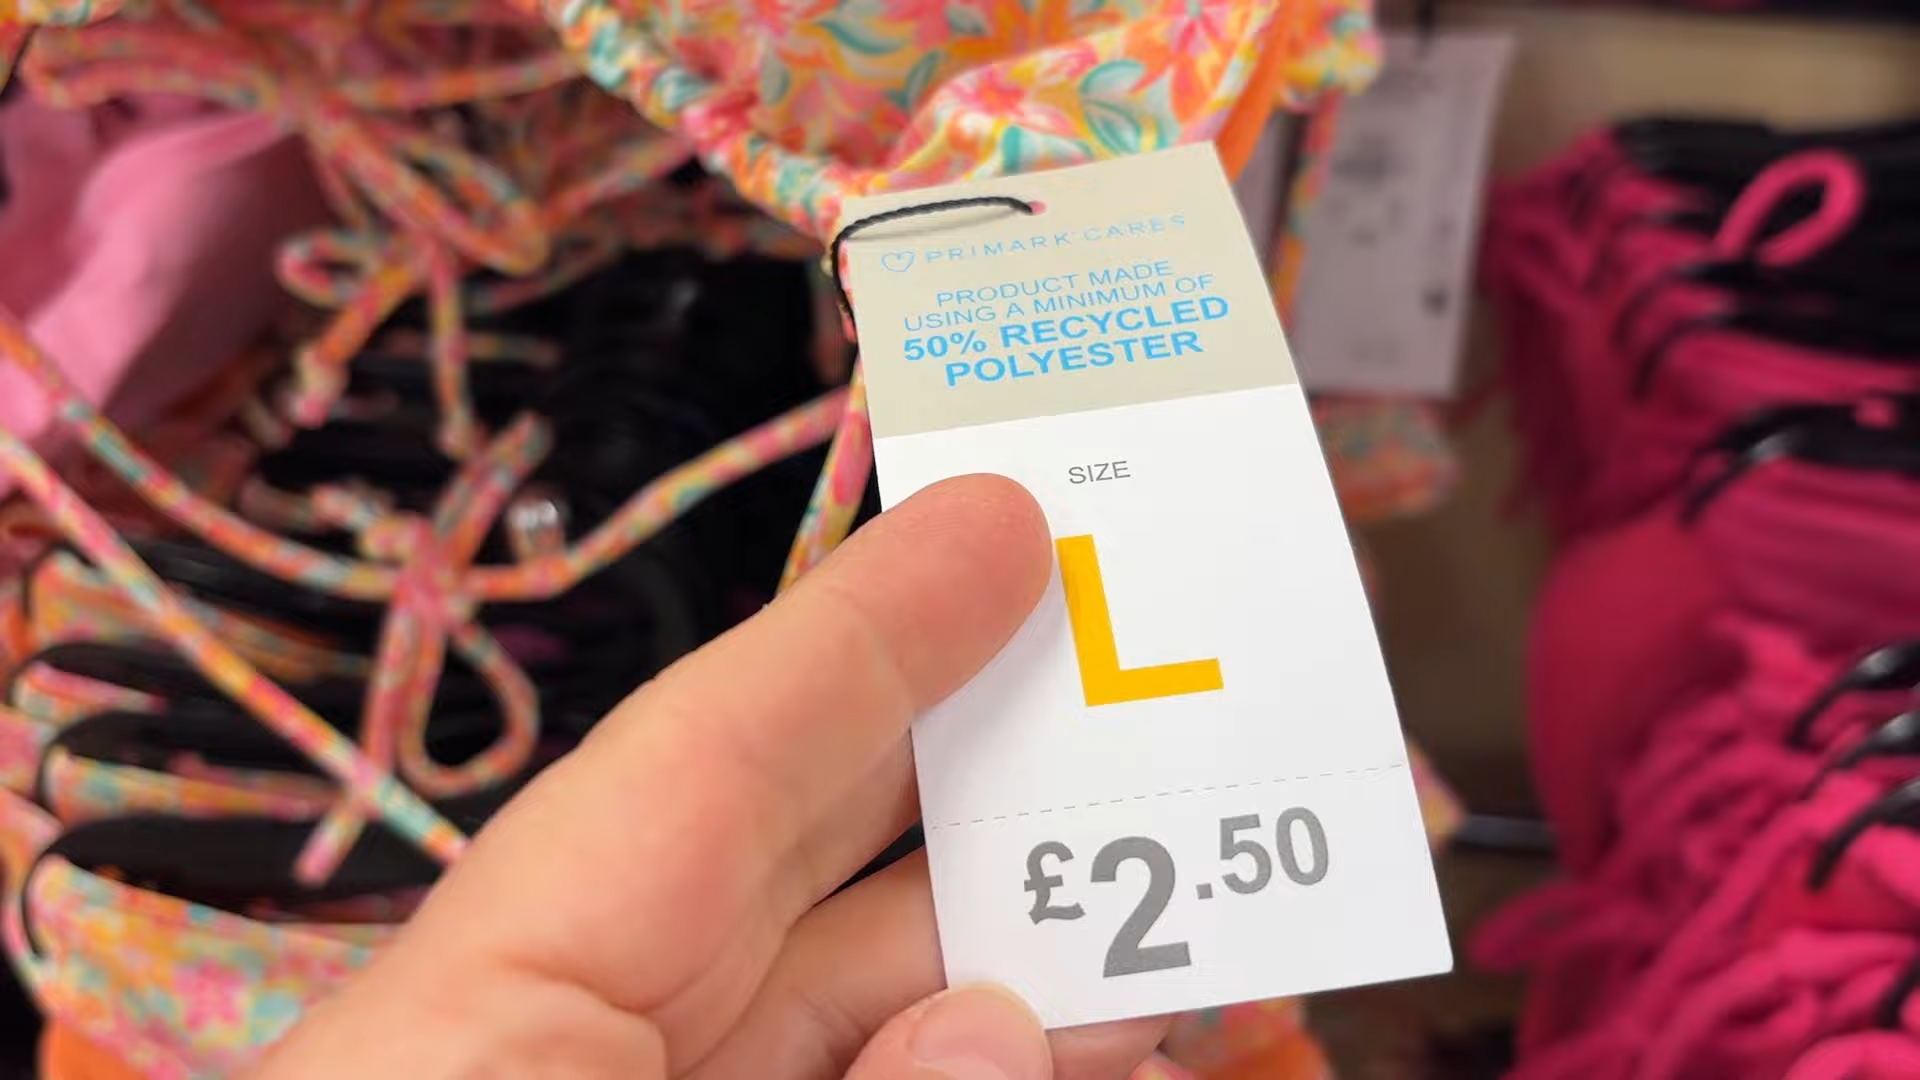 PRIMARK CARES
PRODUCT MADE
USING A MINIMUM OF
50% RECYCLED
POLYESTER
SIZE
L
£2.50